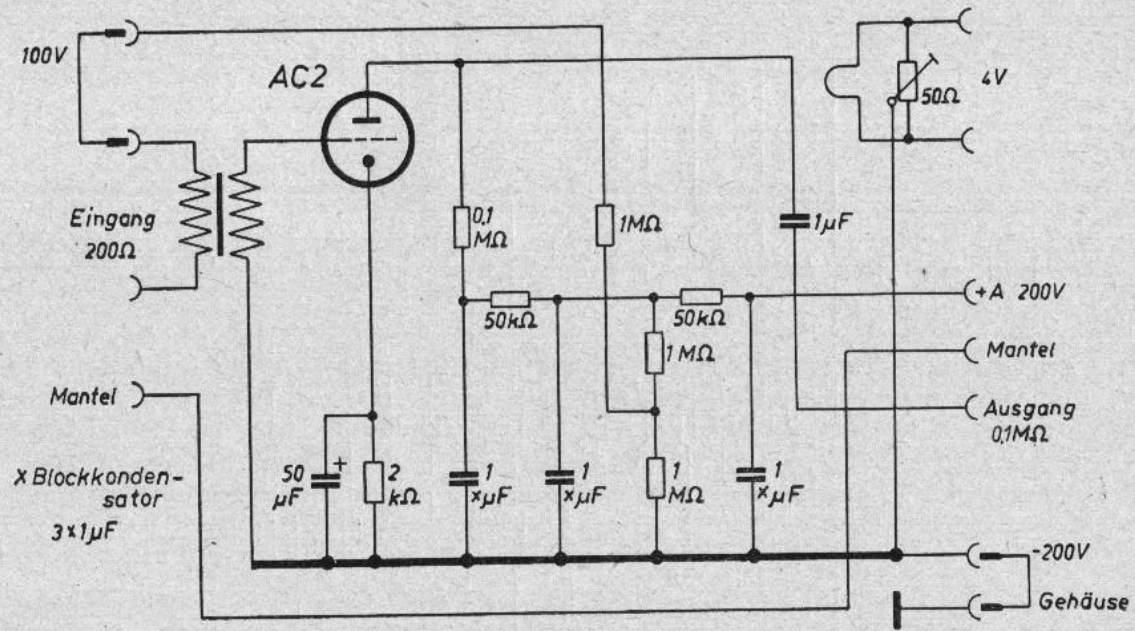 100V
AC2
4V
50Ω
Eingang
200Ω
0,1
MΩ
1MΩ
1µF
50kΩ
50kΩ
+A 200V
1MΩ
Mantel
Mantel
Ausgang
0,1MΩ
X Blockkonden-
sator
3x1µF
50
µF
+
2
kΩ
1
xµF
1
xµF
1
MΩ
1
xµF
-200V
Gehäuse